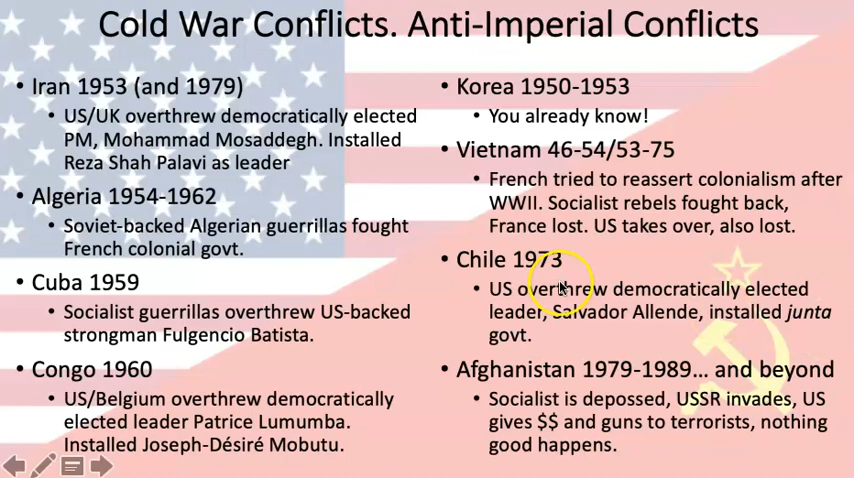 Cold War Conflicts. Anti-Imperial Conflicts
• Iran 1953 (and 1979)
• US/UK overthrew democratically elected
PM, Mohammad Mosaddegh. Installed
Reza Shah Palavi as leader
• Algeria 1954-1962
• Soviet-backed Algerian guerrillas fought
French colonial govt.
• Cuba 1959
• Socialist guerrillas overthrew US-backed
strongman Fulgencio Batista.
• Congo 1960
• US/Belgium overthrew democratically
elected leader Patrice Lumumba.
Installed Joseph-Désiré Mobutu.
• Korea 1950-1953
• You already know!
• Vietnam 46-54/53-75
• French tried to reassert colonialism after
WWII. Socialist rebels fought back,
France lost. US takes over, also lost.
• Chile 1973
• US overthrew democratically elected
leader, Salvador Allende, installed junta
govt.
• Afghanistan 1979-1989... and beyond
• Socialist is depossed, USSR invades, US
gives $$ and guns to terrorists, nothing
good happens.